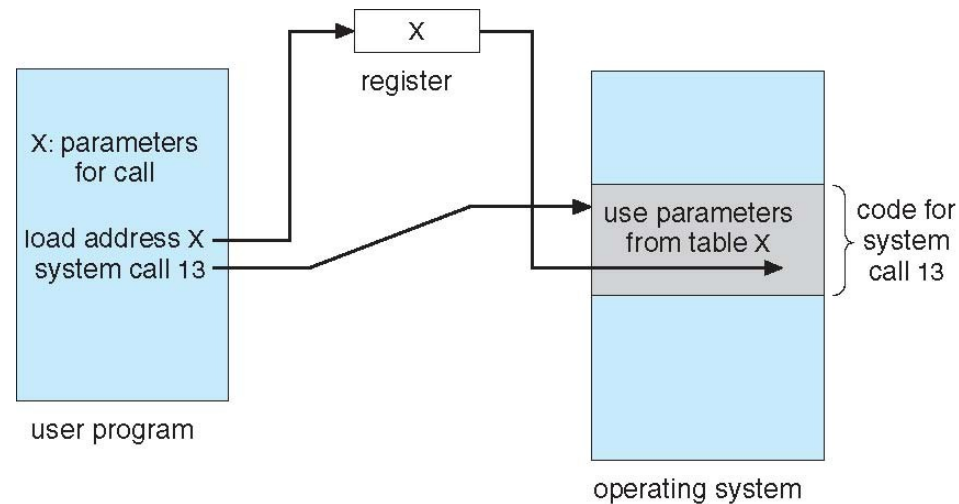 X
register
X: parameters
for call
load address X
system call 13
user program
use parameters
from table X
code for
system
call 13
operating system